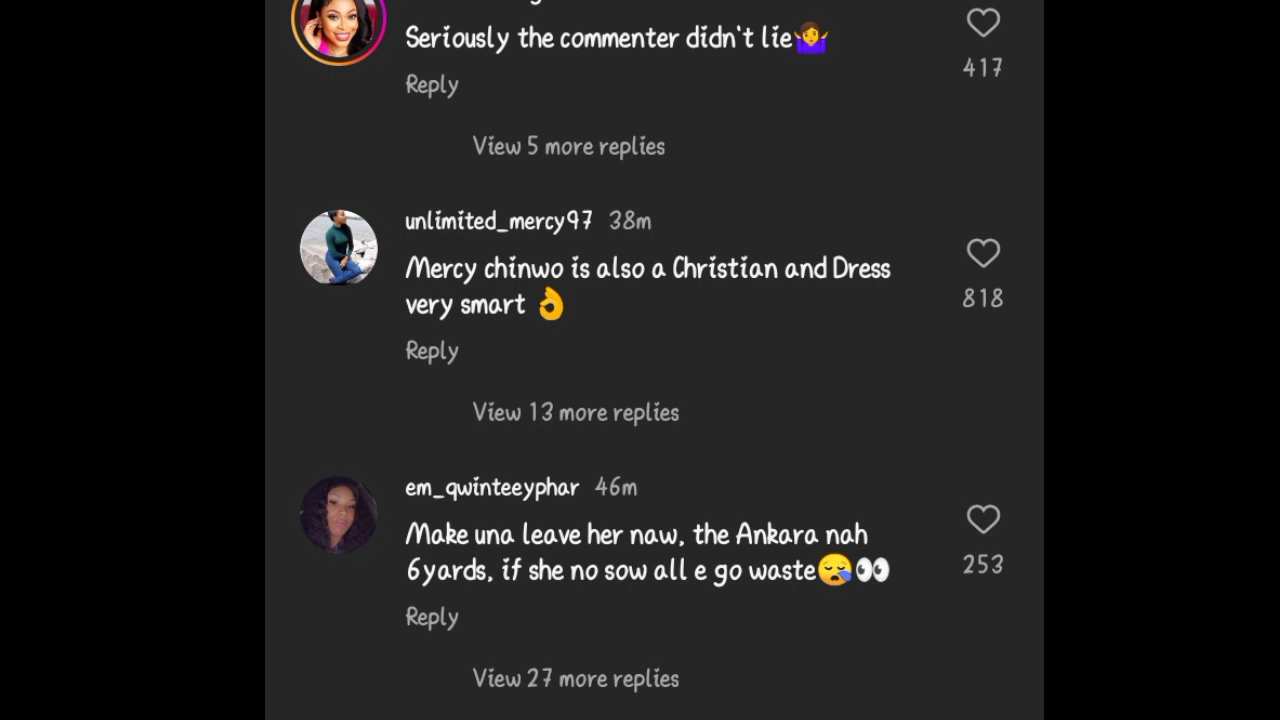 Seriously the commenter didn't lie🤷‍♀️
417
Reply
View 5 more replies
unlimited_mercy97 38m
Mercy chinwo is also a Christian and Dress
very smart 👌
818
Reply
View 13 more replies
em_qwinteeyphar 46m
Make una leave her naw, the Ankara nah
6yards, if she no sow all e go waste😪👀
253
Reply
View 27 more replies